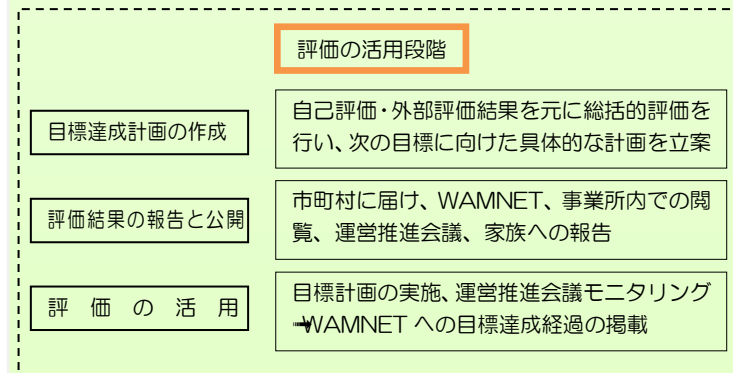 評価の活用段階
目標達成計画の作成
自己評価・外部評価結果を元に総括的評価を
行い、次の目標に向けた具体的な計画を立案
評価結果の報告と公開
市町村に届け、WAMNET、事業所内での閲
覧、運営推進会議、家族への報告
評価の活用
目標計画の実施、運営推進会議モニタリング
➡WAMNET への目標達成経過の掲載